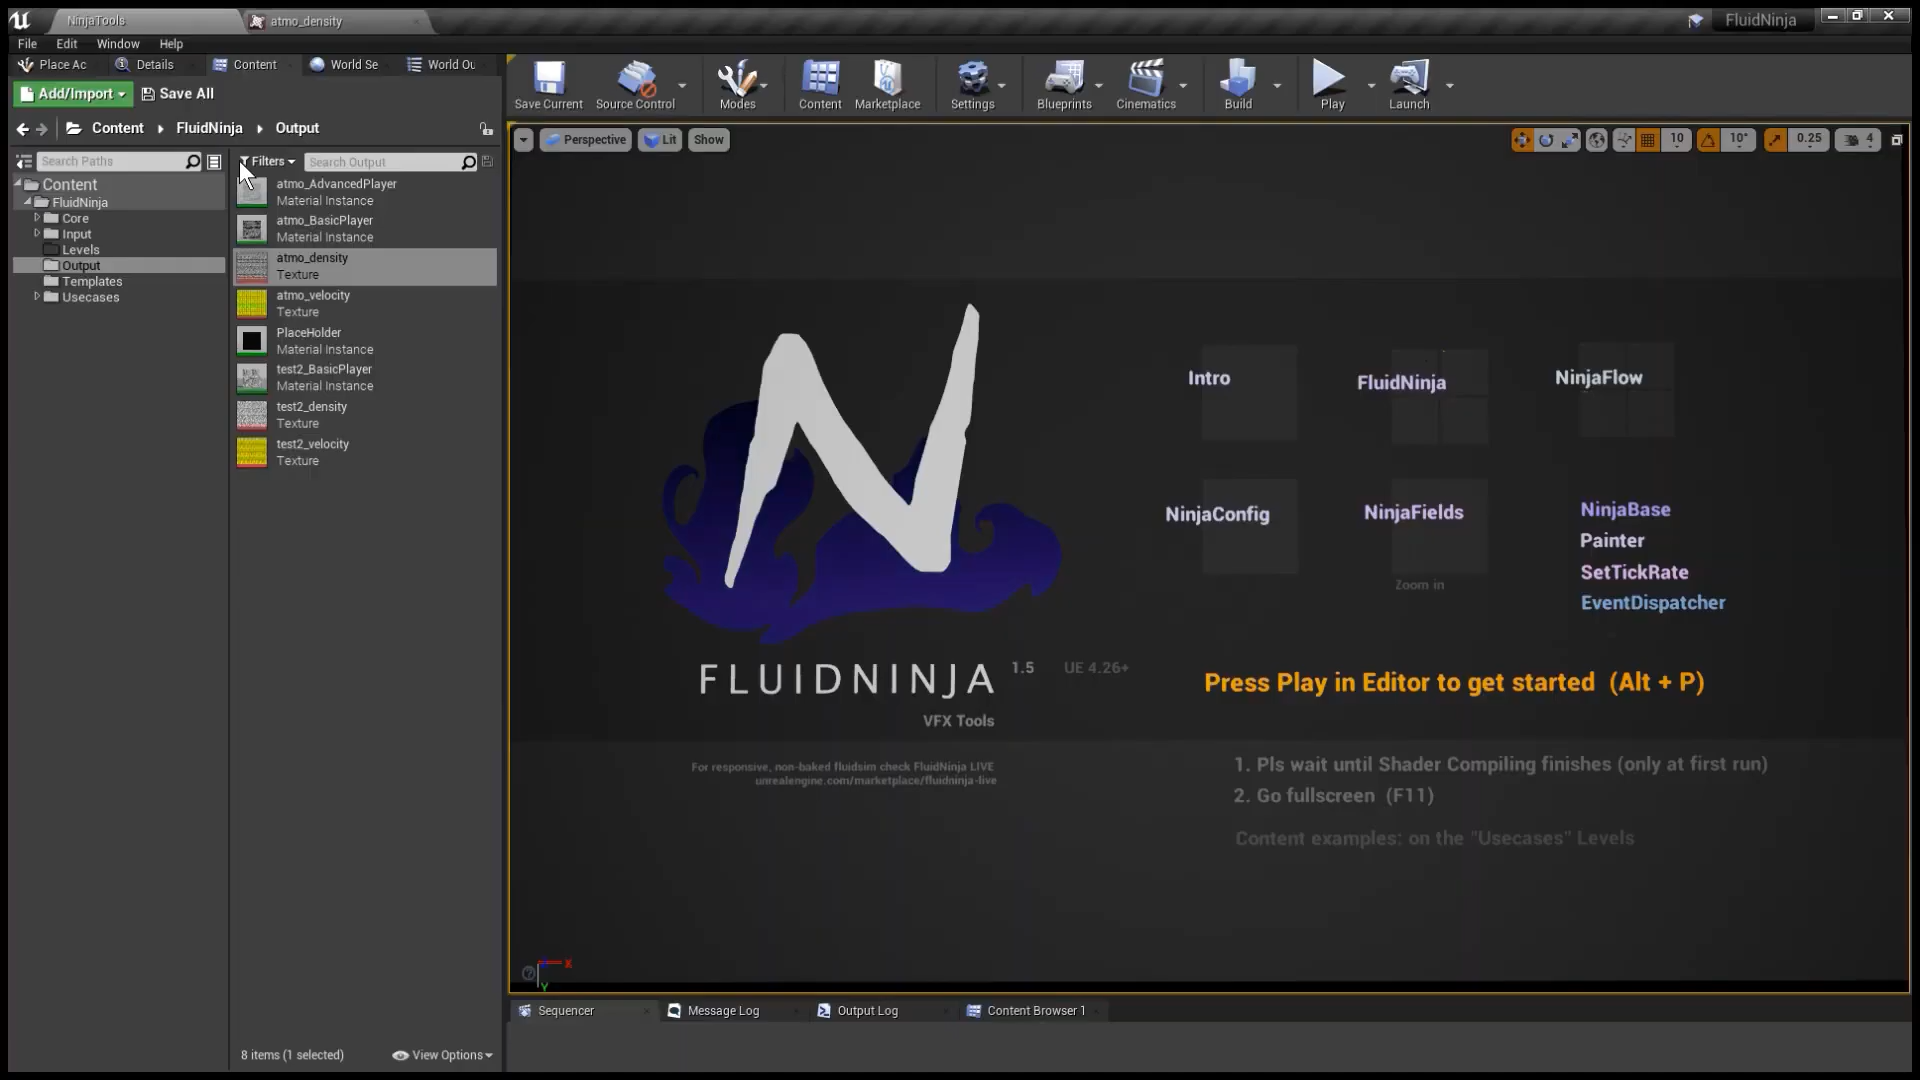 NinjaTools
atmo_density
FluidNinja
File Edit Window Help
Place Ac
Details
Content
World Se
World Ou
Add/Import
Save All
Save Current
Source Control
Modes
Content
Marketplace
Settings
Blueprints
Cinematics
Build
Play
Launch
Content FluidNinja Output
Perspective
Lit
Show
10
10°
0.25
4
Search Paths
Filters
Search Output
Content
FluidNinja
Core
Input
Levels
Output
Templates
Usecases
atmo_AdvancedPlayer
Material Instance
atmo_BasicPlayer
Material Instance
atmo_density
Texture
atmo_velocity
Texture
PlaceHolder
Material Instance
test2_BasicPlayer
Material Instance
test2_density
Texture
test2_velocity
Texture
8 items (1 selected)
View Options
FLUIDNINJA 1.5 UE 4.26+
VFX Tools
For responsive, non-baked fluidsim check FluidNinja LIVE
unrealengine.com/marketplace/fluidninja-live
Intro
FluidNinja
NinjaFlow
NinjaConfig
NinjaFields
Zoom in
NinjaBase
Painter
SetTickRate
EventDispatcher
Press Play in Editor to get started (Alt + P)
1. Pls wait until Shader Compiling finishes (only at first run)
2. Go fullscreen (F11)
Content examples: on the "Usecases" Levels
X
Y
Sequencer
Message Log
Output Log
Content Browser 1